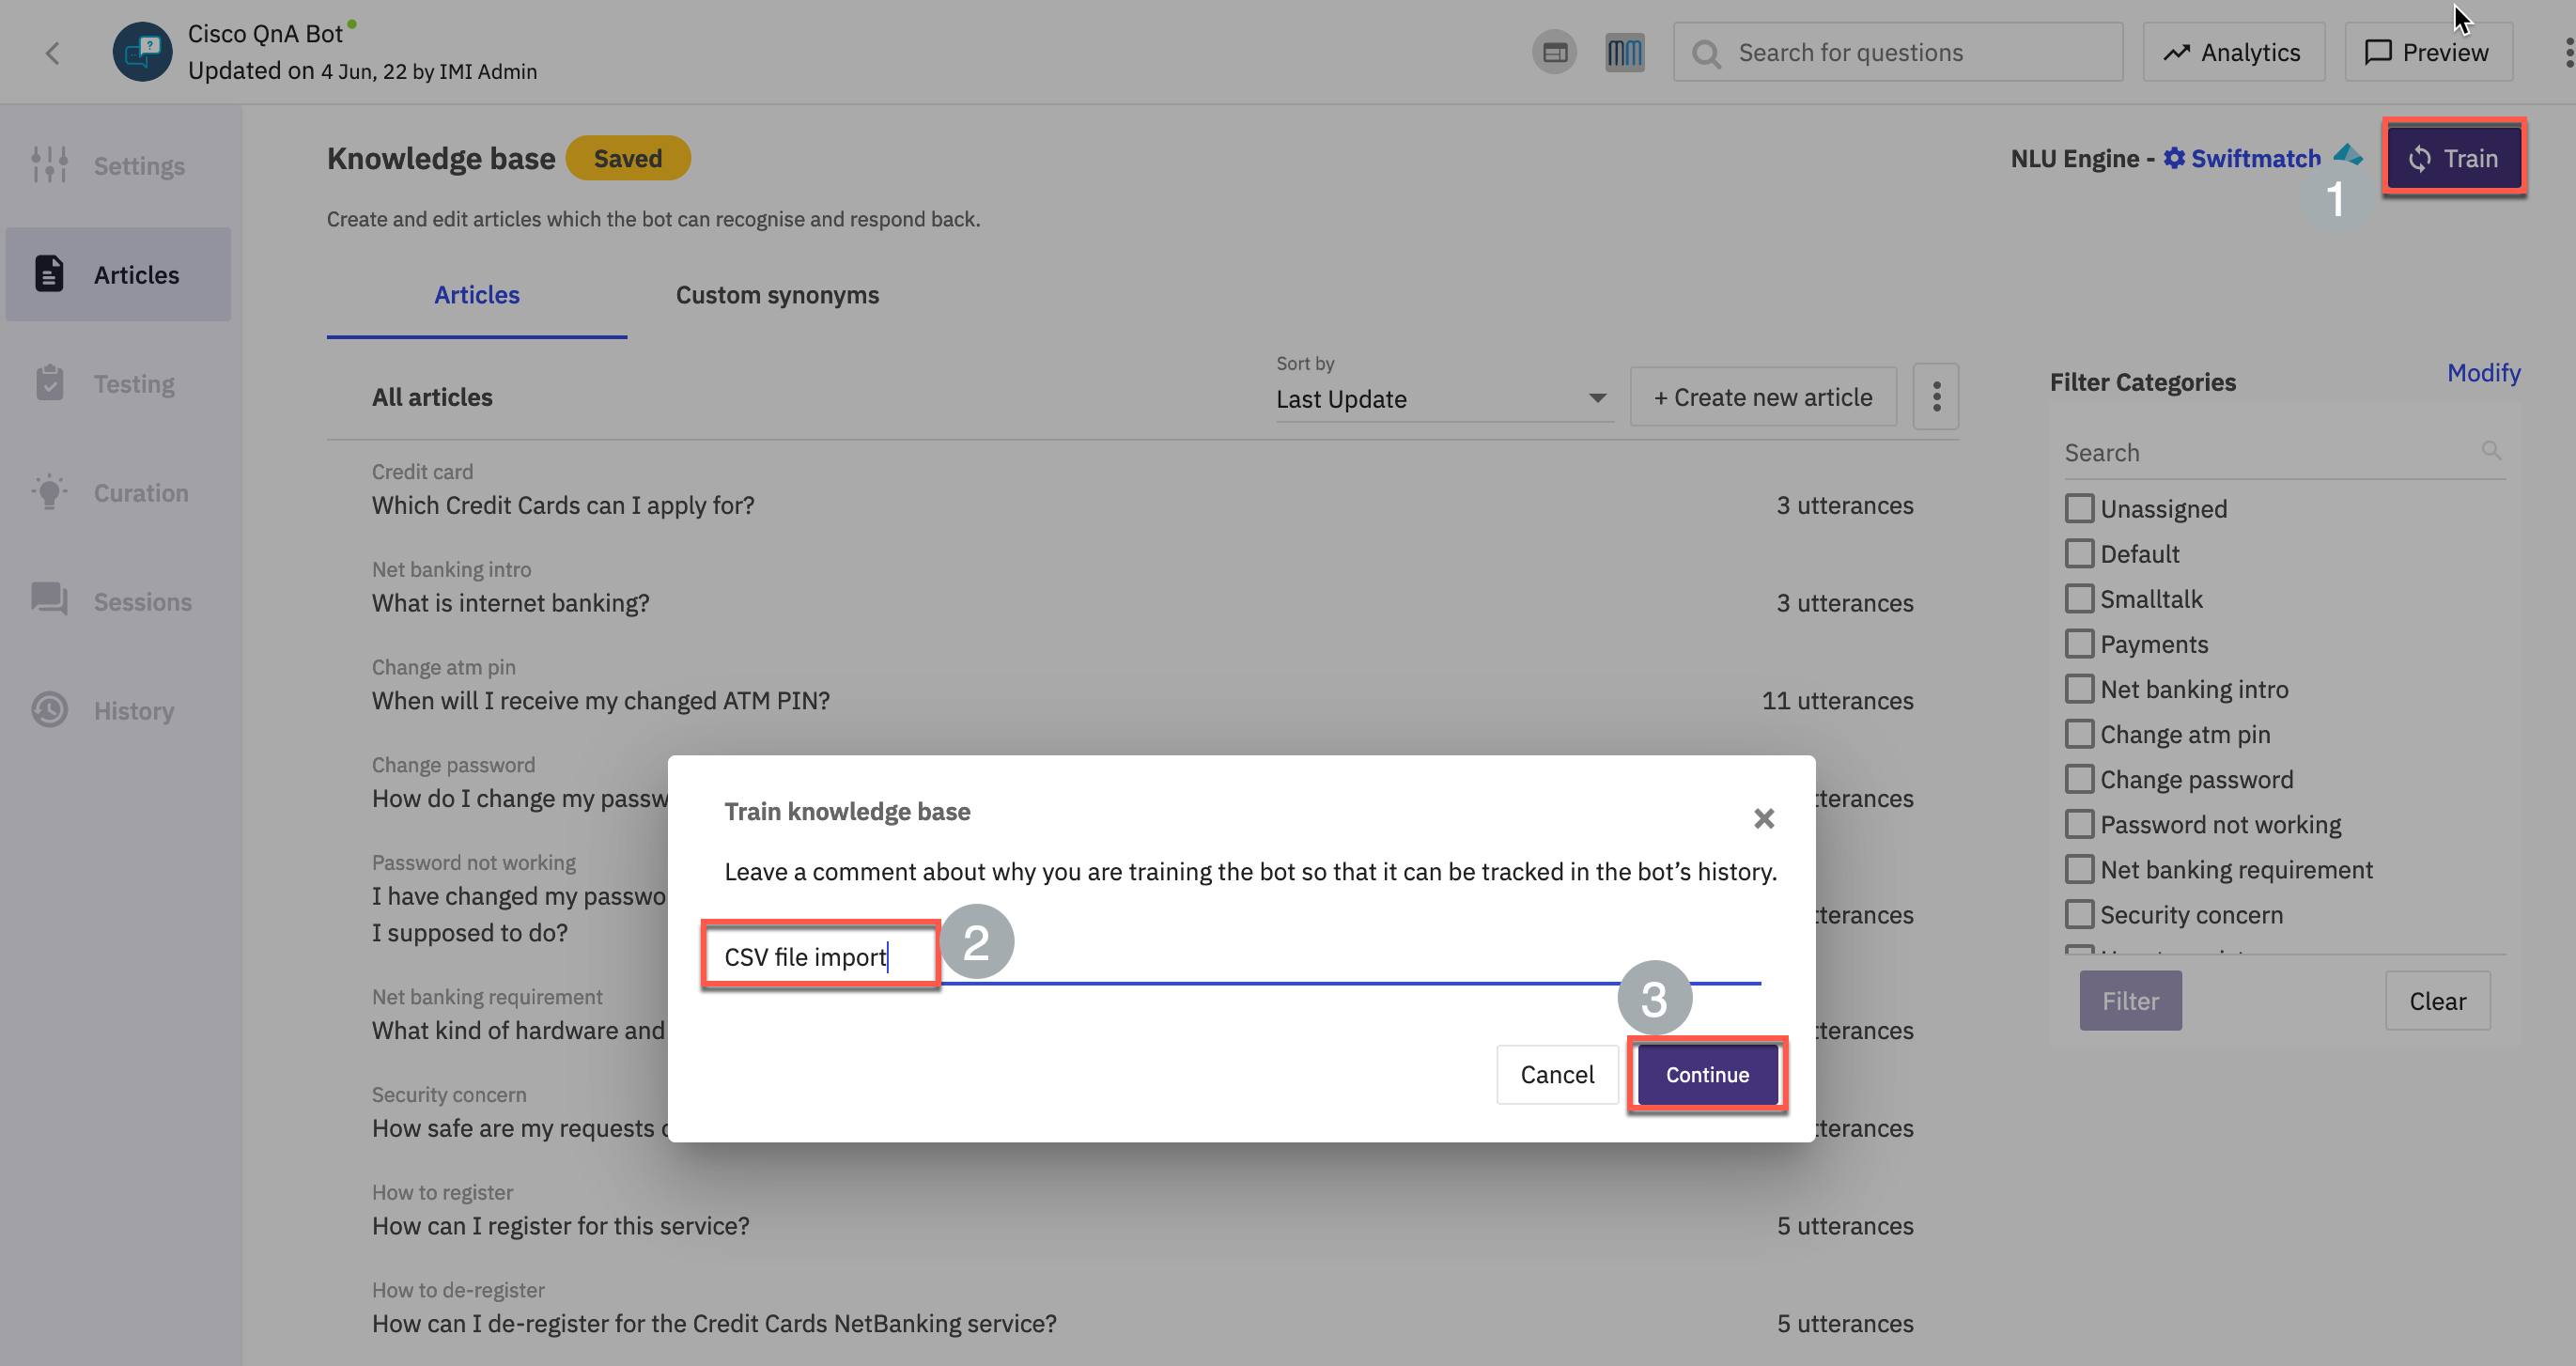 Cisco QnA Bot
Updated on 4 Jun, 22 by IMI Admin
Search for questions
Analytics
Preview
Settings
Articles
Testing
Curation
Sessions
History
Knowledge base
Saved
NLU Engine - Swiftmatch
Train
1
Create and edit articles which the bot can recognise and respond back.
Articles
Custom synonyms
All articles
Sort by
Last Update
+ Create new article
Credit card
Which Credit Cards can I apply for?
3 utterances
Net banking intro
What is internet banking?
3 utterances
Change atm pin
When will I receive my changed ATM PIN?
11 utterances
Change password
How do I change my passw
tterances
Password not working
I have changed my passwo
I supposed to do?
tterances
Net banking requirement
What kind of hardware and
tterances
Security concern
How safe are my requests
tterances
How to register
How can I register for this service?
5 utterances
How to de-register
How can I de-register for the Credit Cards NetBanking service?
5 utterances
Train knowledge base
Leave a comment about why you are training the bot so that it can be tracked in the bot's history.
CSV file import
2
3
Cancel
Continue
Filter Categories
Modify
Search
Unassigned
Default
Smalltalk
Payments
Net banking intro
Change atm pin
Change password
Password not working
Net banking requirement
Security concern
Filter
Clear